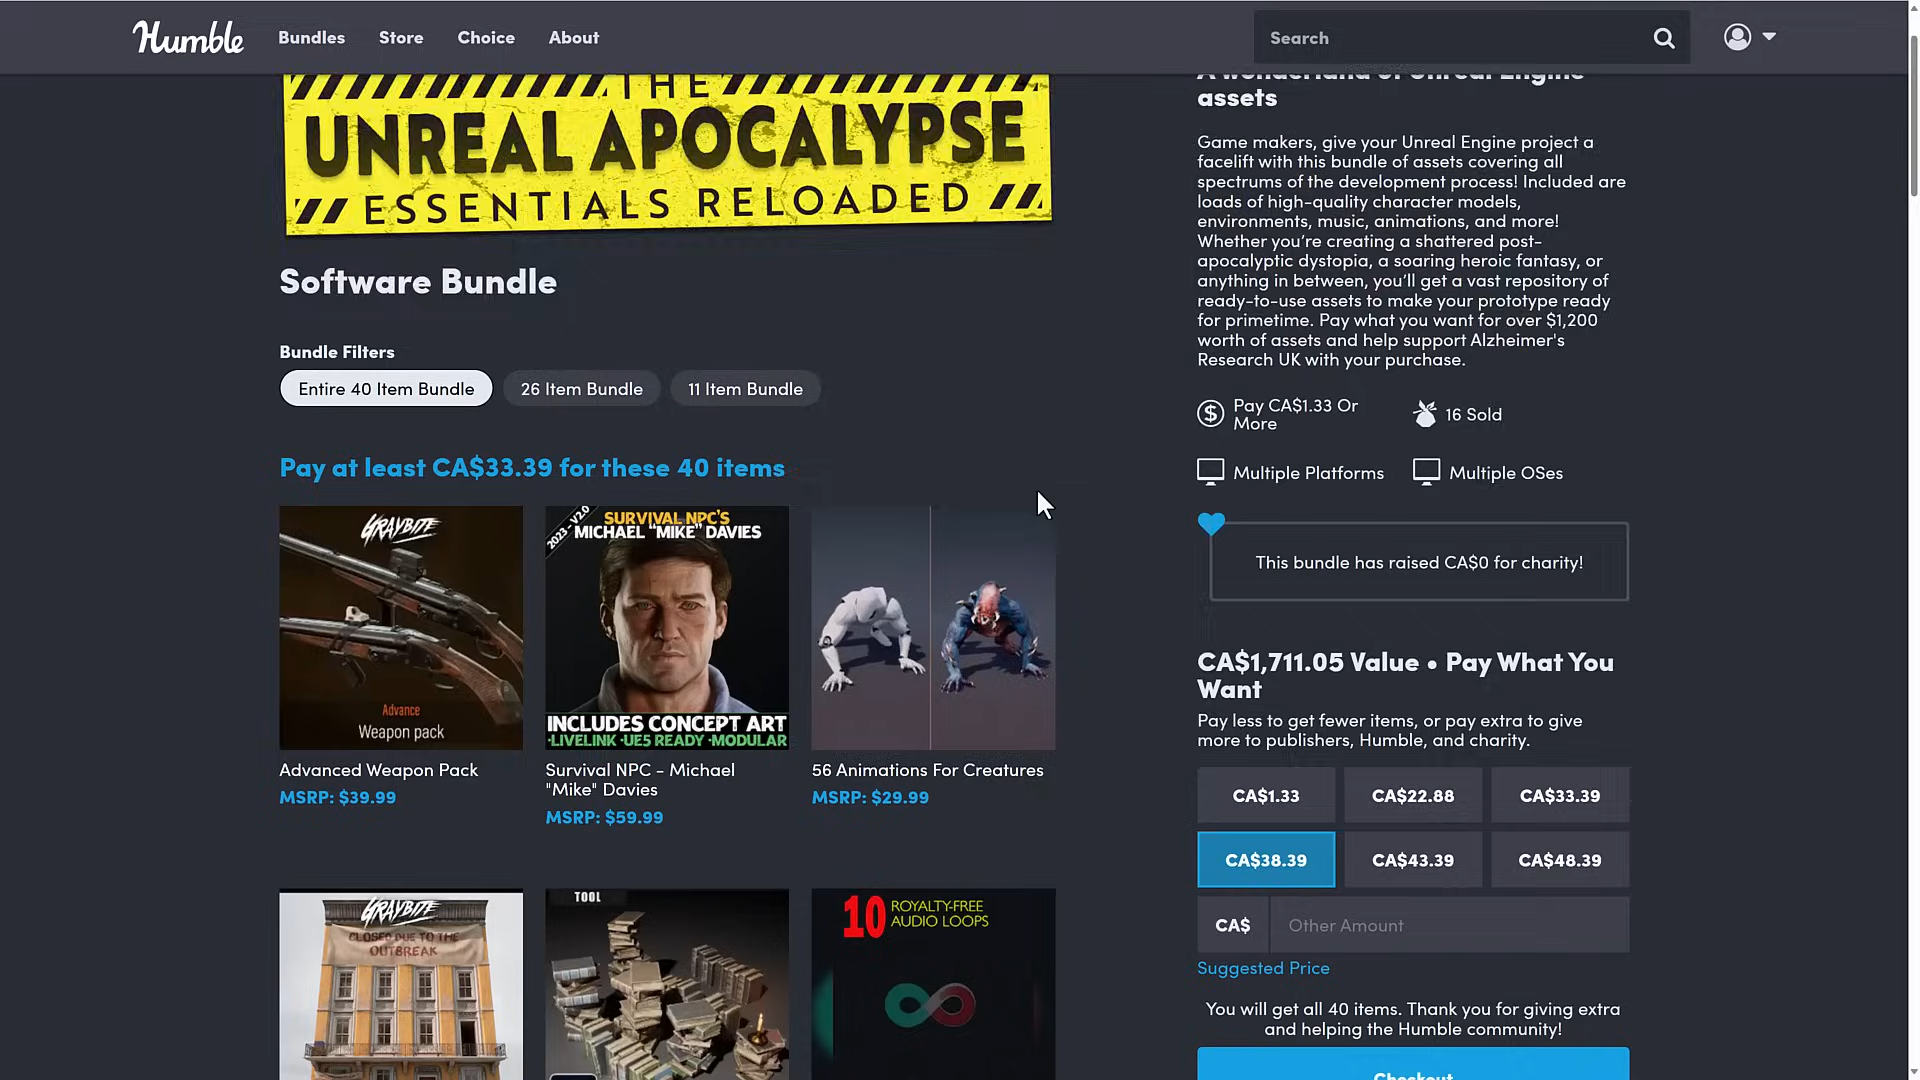 Humble
Bundles
Store
Choice
About
Search
THE
UNREAL APOCALYPSE
ESSENTIALS RELOADED
Software Bundle
Bundle Filters
Entire 40 Item Bundle
26 Item Bundle
11 Item Bundle
Pay at least CA$33.39 for these 40 items
GRAYBITE
Advance
Weapon pack
Advanced Weapon Pack
MSRP: $39.99
2023 - V2.0
SURVIVAL NPC'S
MICHAEL "MIKE" DAVIES
INCLUDES CONCEPT ART
·LIVELINK ·UE5 READY ·MODULAR
Survival NPC - Michael
"Mike" Davies
MSRP: $59.99
56 Animations For Creatures
MSRP: $29.99
GRAYBITE
CLOSED DUE TO THE
OUTBREAK
TOOL
10 ROYALTY-FREE
AUDIO LOOPS
A wonderland of Unreal Engine
assets
Game makers, give your Unreal Engine project a
facelift with this bundle of assets covering all
spectrums of the development process! Included are
loads of high-quality character models,
environments, music, animations, and more!
Whether you’re creating a shattered post-
apocalyptic dystopia, a soaring heroic fantasy, or
anything in between, you’ll get a vast repository of
ready-to-use assets to make your prototype ready
for primetime. Pay what you want for over $1,200
worth of assets and help support Alzheimer's
Research UK with your purchase.
Pay CA$1.33 Or
More
16 Sold
Multiple Platforms
Multiple OSes
This bundle has raised CA$0 for charity!
CA$1,711.05 Value • Pay What You
Want
Pay less to get fewer items, or pay extra to give
more to publishers, Humble, and charity.
CA$1.33
CA$22.88
CA$33.39
CA$38.39
CA$43.39
CA$48.39
CA$
Other Amount
Suggested Price
You will get all 40 items. Thank you for giving extra
and helping the Humble community!
Checkout